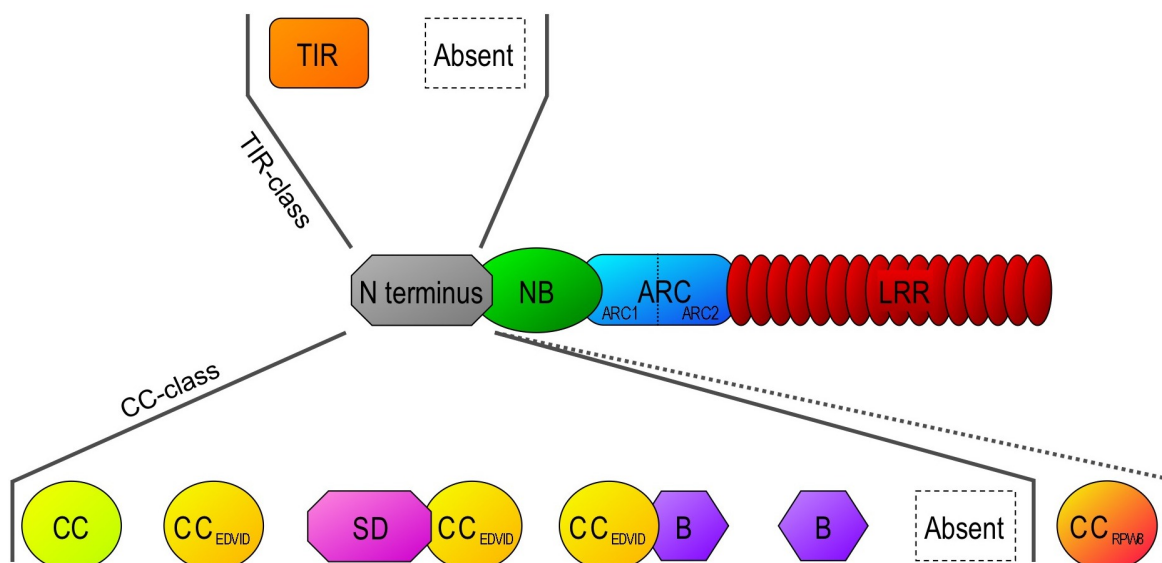 TIR Absent
TIR-class
N terminus NB ARC LRR
ARC1 ARC2
CC-class
CC CCEDVID SD CCEDVID CCEDVID B B Absent CCRPW8